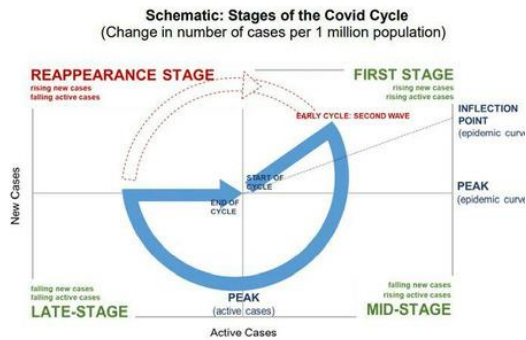 Schematic: Stages of the Covid Cycle
(Change in number of cases per 1 million population)
REAPPEARANCE STAGE
rising new cases
falling active cases
FIRST STAGE
rising new cases
rising active cases
EARLY CYCLE: SECOND WAVE
INFLECTION
POINT
(epidemic curve
START OF
CYCLE
END OF
CYCLE
PEAK
(epidemic curve
New Cases
falling new cases
falling active cases
LATE-STAGE
PEAK
(active cases)
falling new cases
rising active cases
MID-STAGE
Active Cases